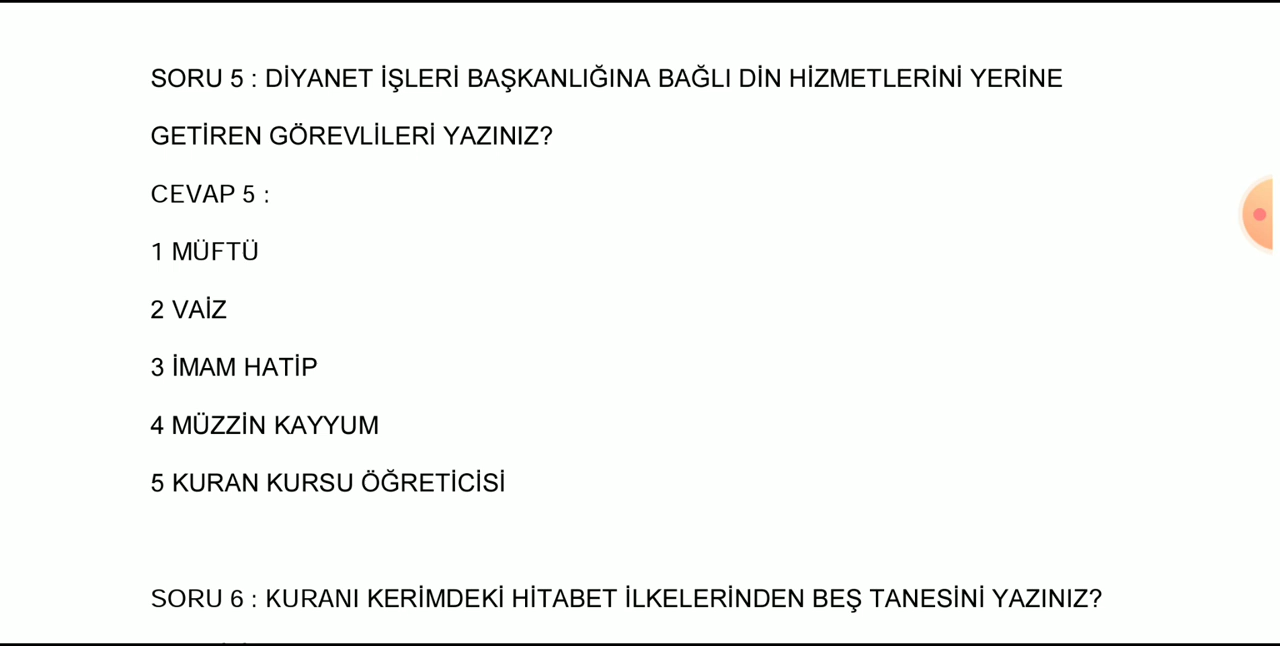 SORU 5 : DİYANET İŞLERİ BAŞKANLIĞINA BAĞLI DİN HİZMETLERİNİ YERİNE
GETİREN GÖREVLİLERİ YAZINIZ?
CEVAP 5 :
1 MÜFTÜ
2 VAİZ
3 İMAM HATİP
4 MÜZZİN KAYYUM
5 KURAN KURSU ÖĞRETİCİSİ
SORU 6 : KURANI KERİMDEKİ HİTABET İLKELERİNDEN BEŞ TANESİNİ YAZINIZ?